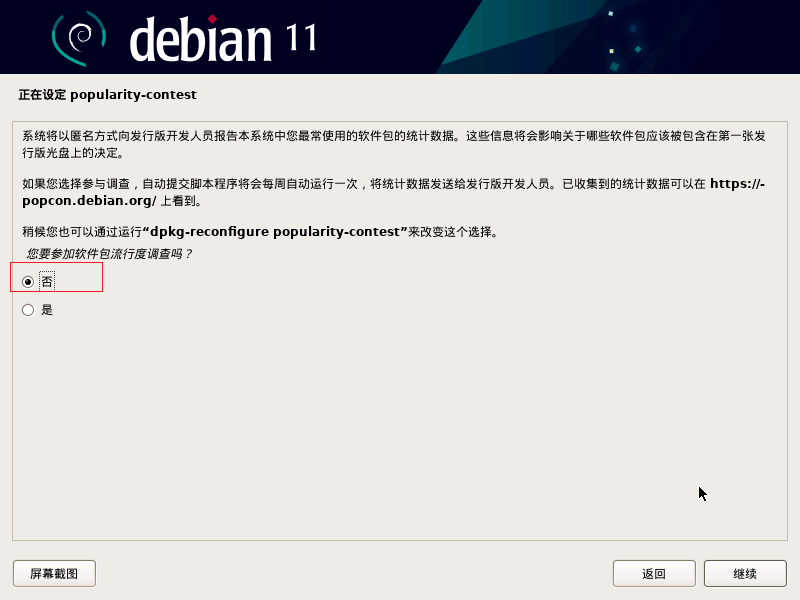 debian 11
正在设定 popularity-contest
系统将以匿名方式向发行版开发人员报告本系统中您最常使用的软件包的统计数据。这些信息将会影响关于哪些软件包应该被包含在第一张发
行版光盘上的决定。
如果您选择参与调查，自动提交脚本程序将会每周自动运行一次，将统计数据发送给发行版开发人员。已收集到的统计数据可以在 https://-
popcon.debian.org/ 上看到。
稍候您也可以通过运行“dpkg-reconfigure popularity-contest”来改变这个选择。
您要参加软件包流行度调查吗？
否
是
屏幕截图 返回 继续